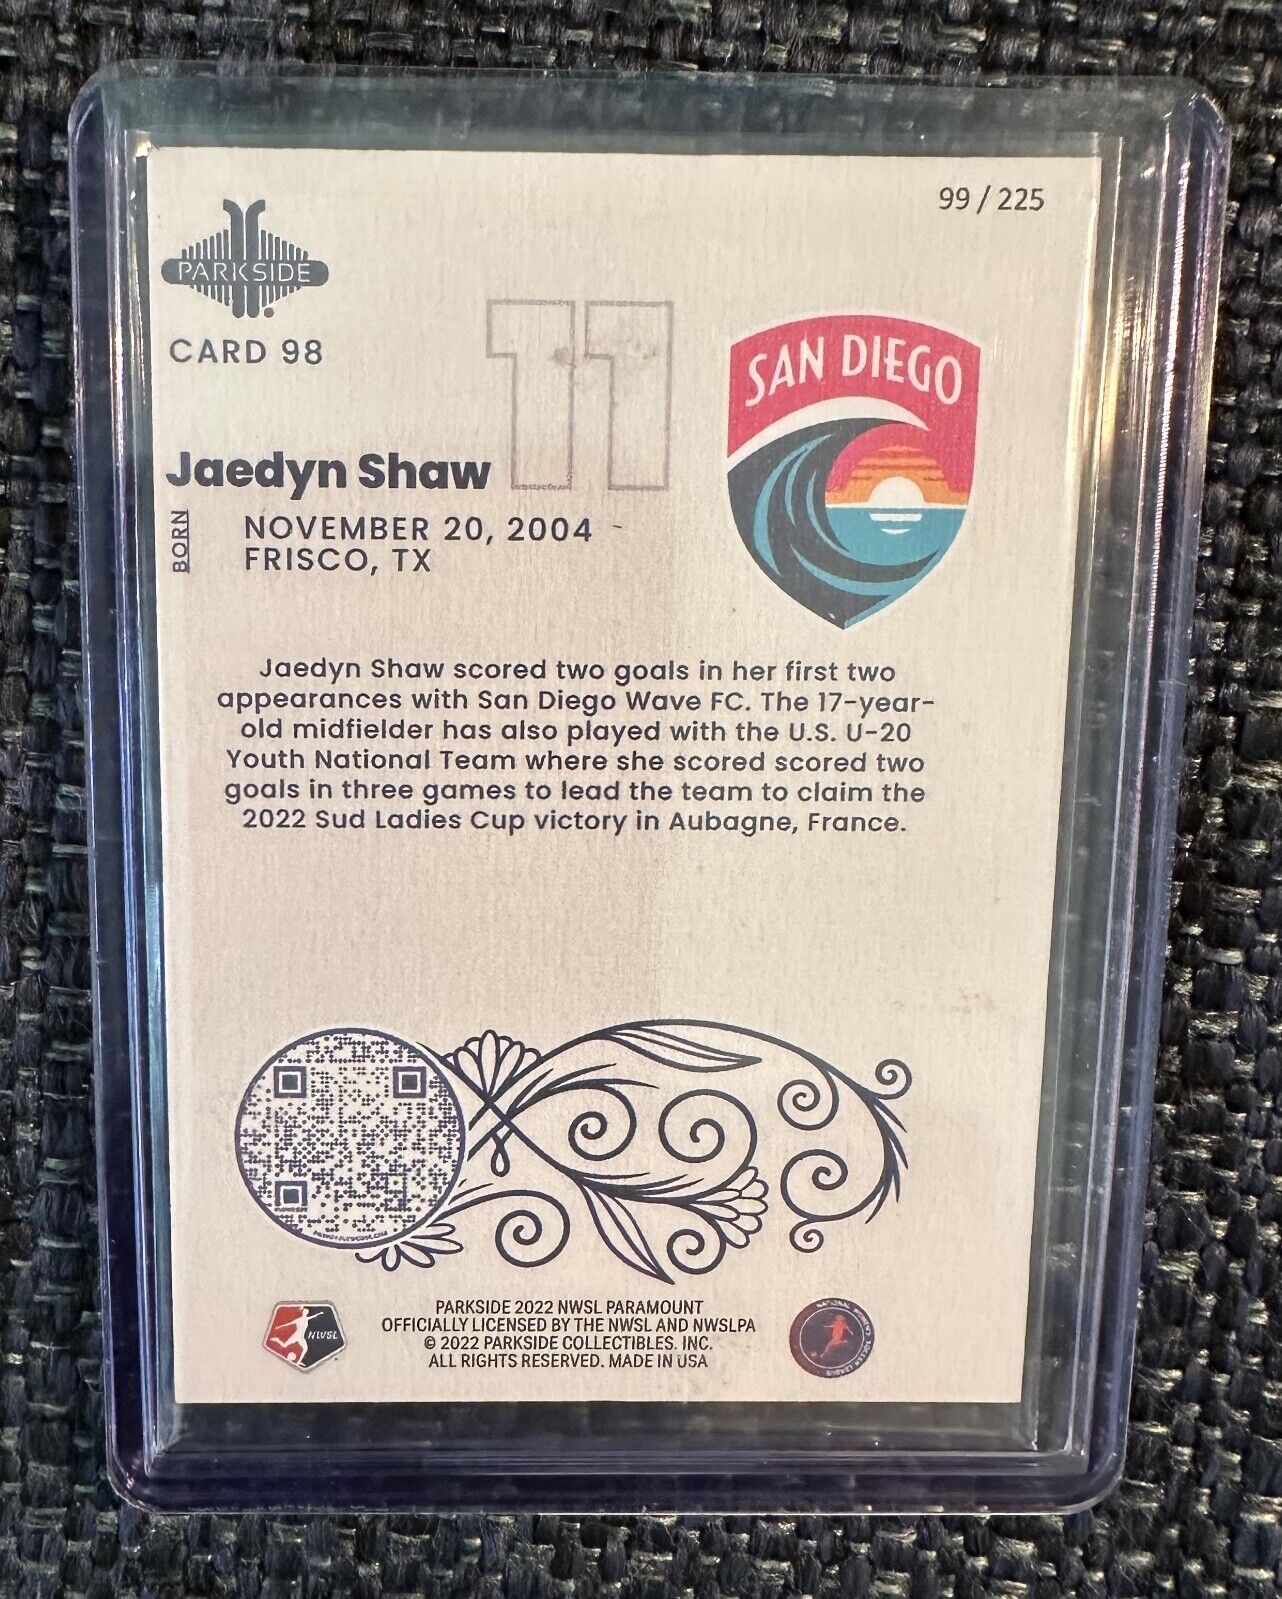 99 / 225
PARKSIDE
CARD 98
11
SAN DIEGO
Jaedyn Shaw
BORN
NOVEMBER 20, 2004
FRISCO, TX
Jaedyn Shaw scored two goals in her first two
appearances with San Diego Wave FC. The 17-year-
old midfielder has also played with the U.S. U-20
Youth National Team where she scored scored two
goals in three games to lead the team to claim the
2022 Sud Ladies Cup victory in Aubagne, France.
PARKSIDE 2022 NWSL PARAMOUNT
OFFICIALLY LICENSED BY THE NWSL AND NWSLPA
© 2022 PARKSIDE COLLECTIBLES. INC.
ALL RIGHTS RESERVED. MADE IN USA
NWSL